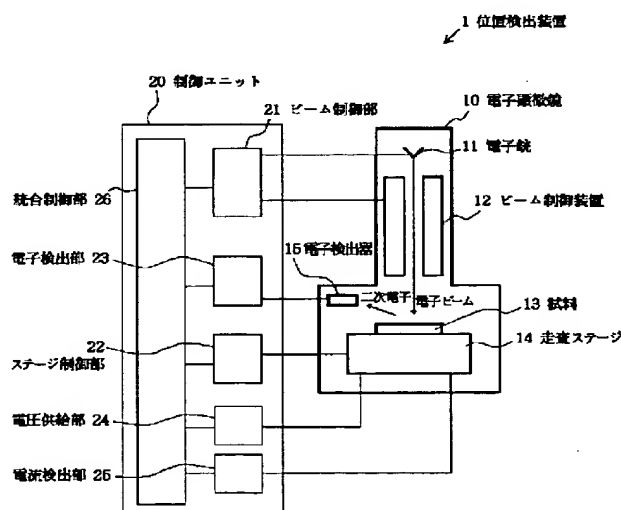 1 位置検出装置
20 制御ユニット
21 ビーム制御部
10 電子顕微鏡
11 電子銃
統合制御部 26
12 ビーム制御装置
電子検出部 23
15 電子検出器
二次電子
電子ビーム
13 試料
22
14 走査ステージ
ステージ制御部
電圧供給部 24
電流検出部 25